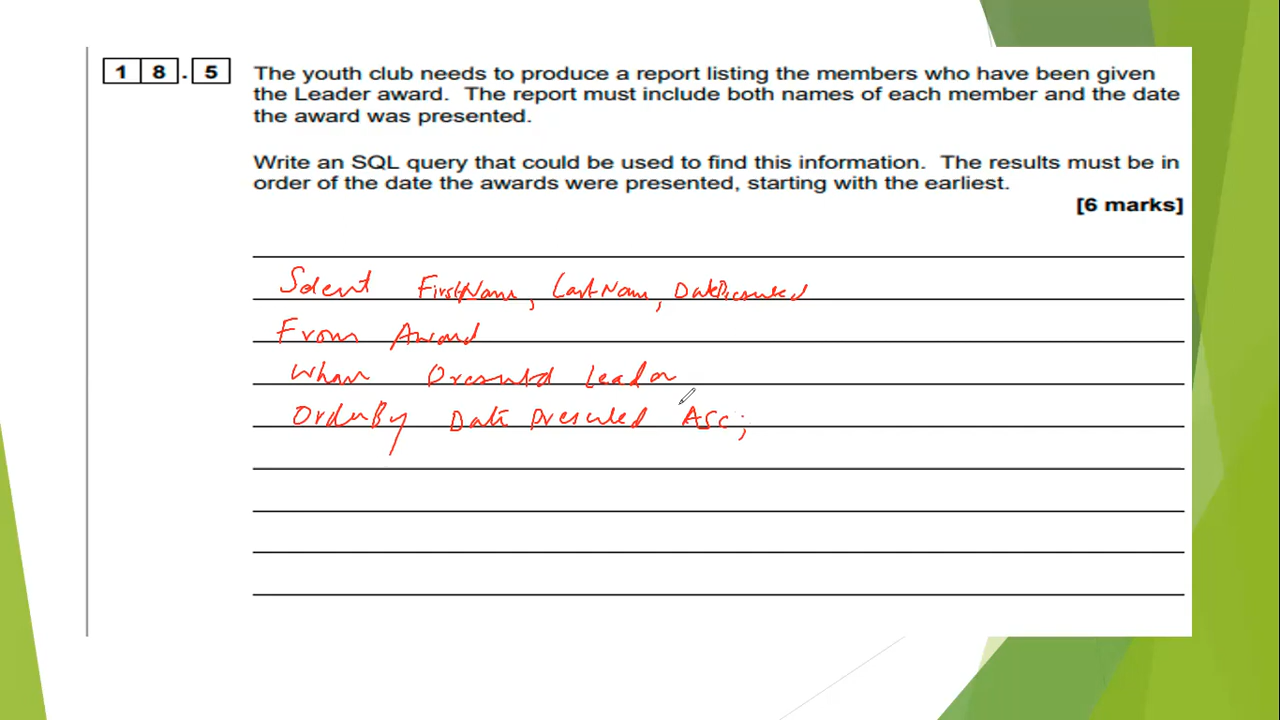 18.5 The youth club needs to produce a report listing the members who have been given
the Leader award. The report must include both names of each member and the date
the award was presented.
Write an SQL query that could be used to find this information. The results must be in
order of the date the awards were presented, starting with the earliest.
[6 marks]
Select FirstName, LastName, DatePresented
From Award
Where Presented Leader
OrderBy Date Presented Asc;